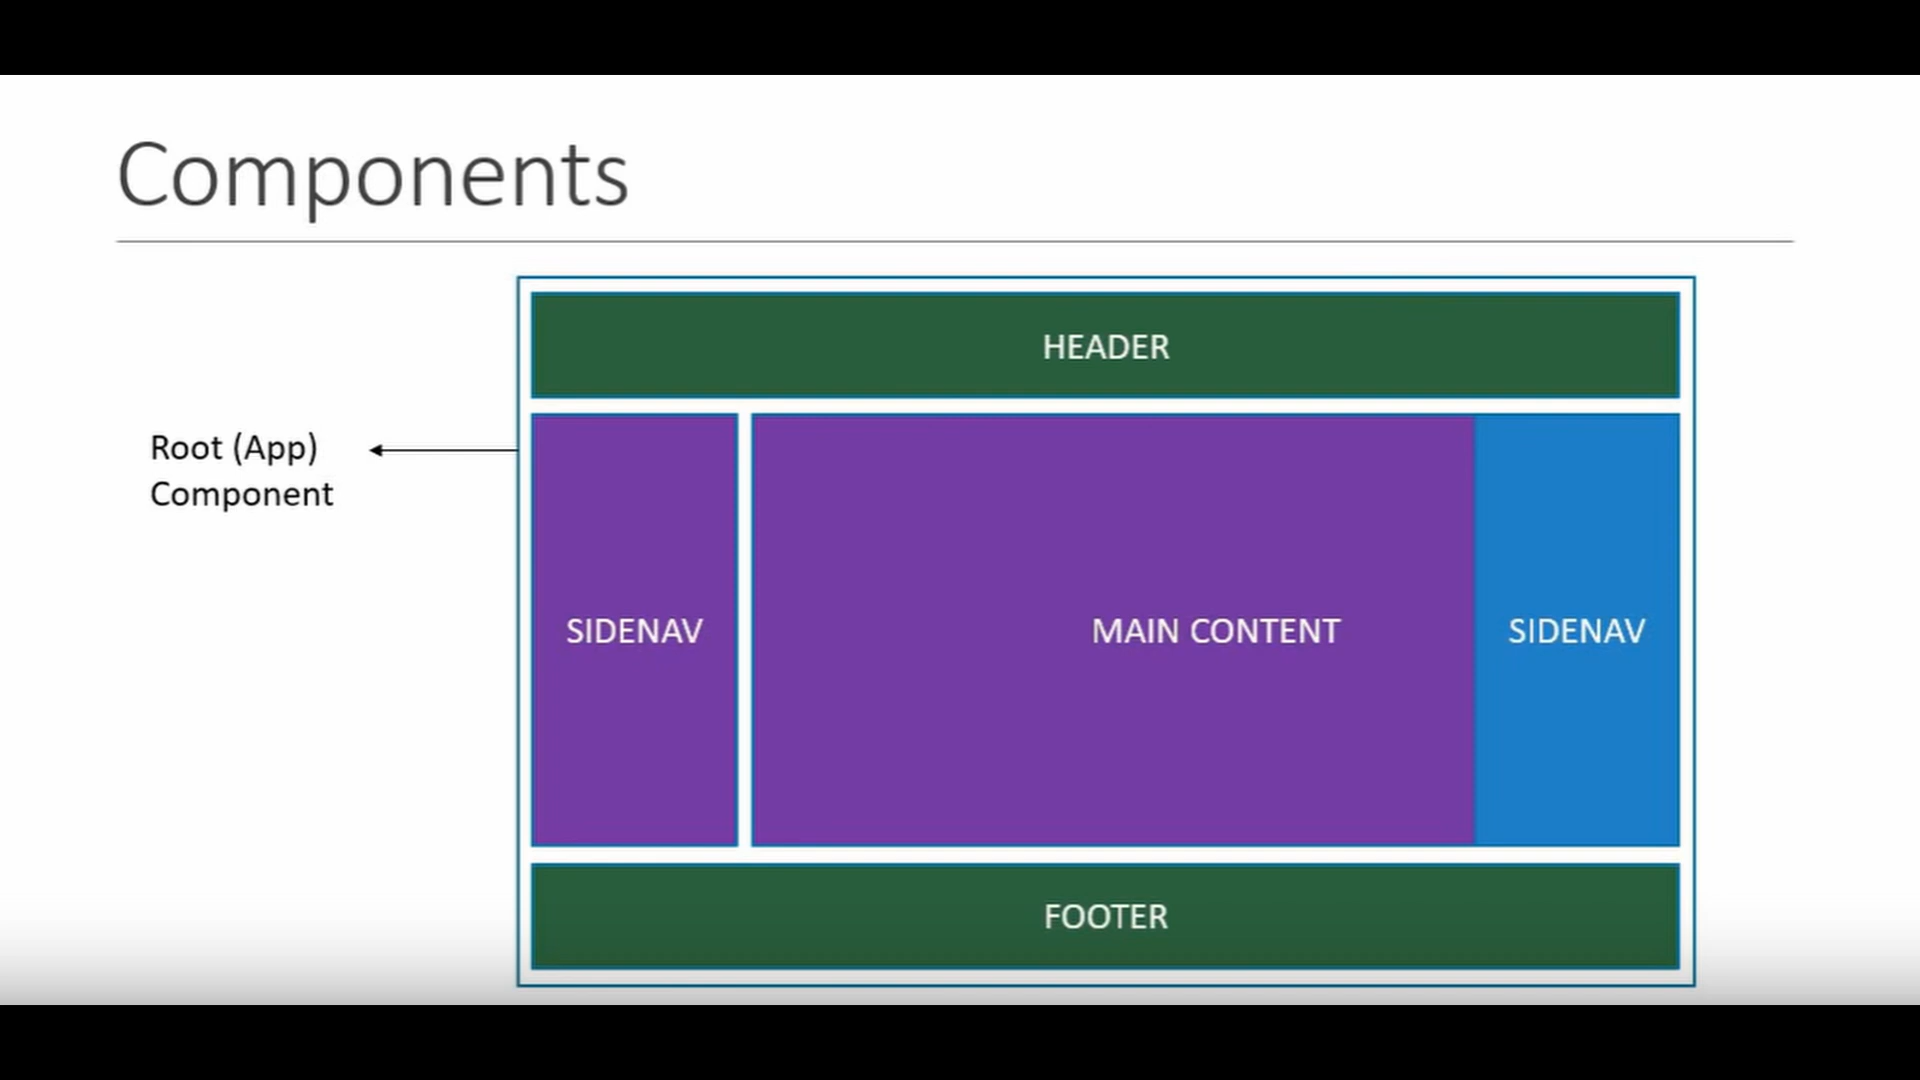 Components
HEADER
Root (App)
Component
SIDENAV
MAIN CONTENT
SIDENAV
FOOTER